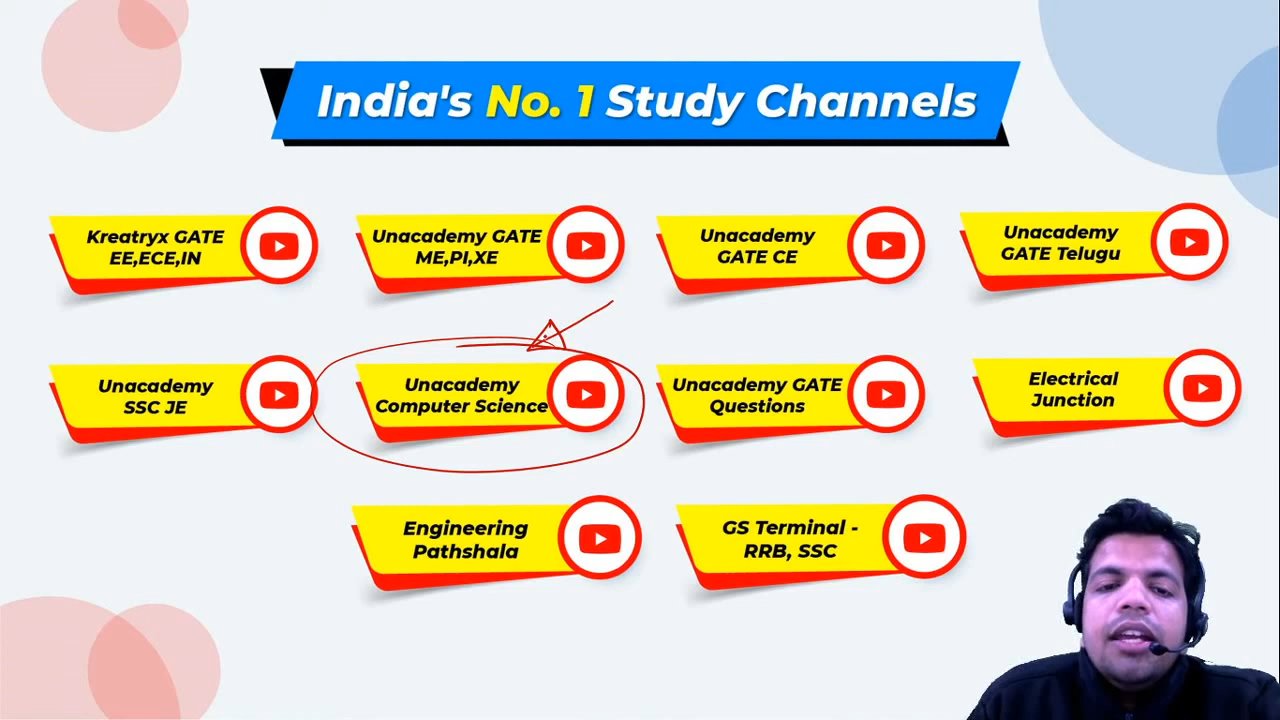 India's No. 1 Study Channels
Kreatryx GATE
EE,ECE,IN
Unacademy GATE
ME,PI,XE
Unacademy
GATE CE
Unacademy
GATE Telugu
Unacademy
SSC JE
Unacademy
Computer Science
Unacademy GATE
Questions
Electrical
Junction
Engineering
Pathshala
GS Terminal -
RRB, SSC